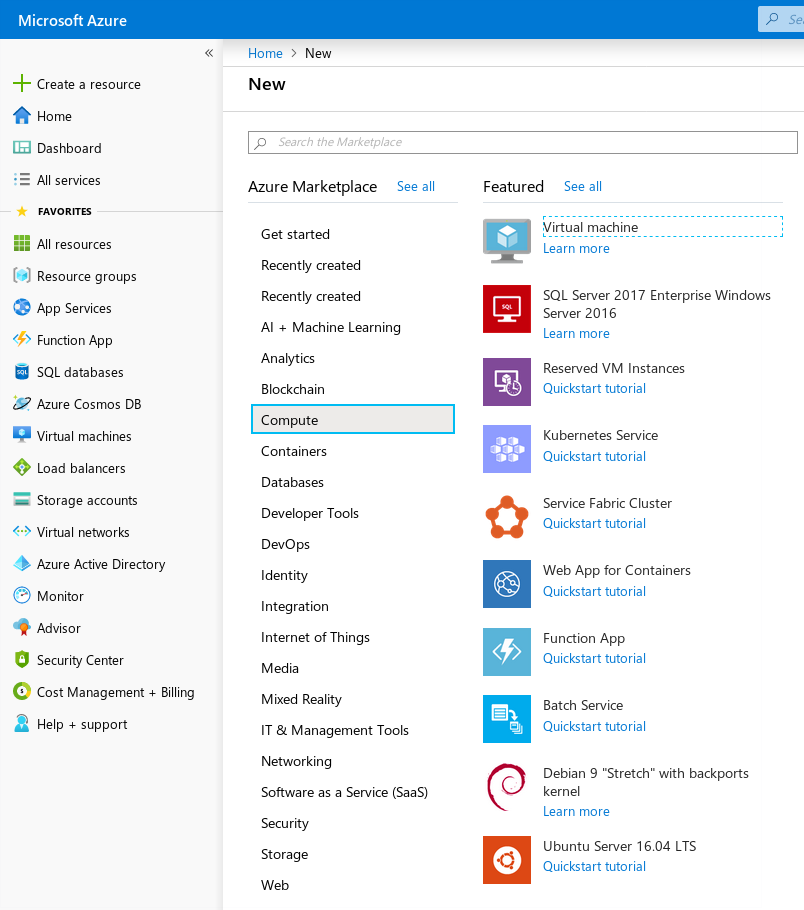 Microsoft Azure
«
Home > New
New
Create a resource
Home
Dashboard
All services
FAVORITES
All resources
Resource groups
App Services
Function App
SQL databases
Azure Cosmos DB
Virtual machines
Load balancers
Storage accounts
Virtual networks
Azure Active Directory
Monitor
Advisor
Security Center
Cost Management + Billing
Help + support
Search the Marketplace
Azure Marketplace See all
Get started
Recently created
Recently created
AI + Machine Learning
Analytics
Blockchain
Compute
Containers
Databases
Developer Tools
DevOps
Identity
Integration
Internet of Things
Media
Mixed Reality
IT & Management Tools
Networking
Software as a Service (SaaS)
Security
Storage
Web
Featured See all
Virtual machine
Learn more
SQL
SQL Server 2017 Enterprise Windows
Server 2016
Learn more
Reserved VM Instances
Quickstart tutorial
Kubernetes Service
Quickstart tutorial
Service Fabric Cluster
Quickstart tutorial
Web App for Containers
Quickstart tutorial
Function App
Quickstart tutorial
Batch Service
Quickstart tutorial
Debian 9 "Stretch" with backports
kernel
Learn more
Ubuntu Server 16.04 LTS
Quickstart tutorial